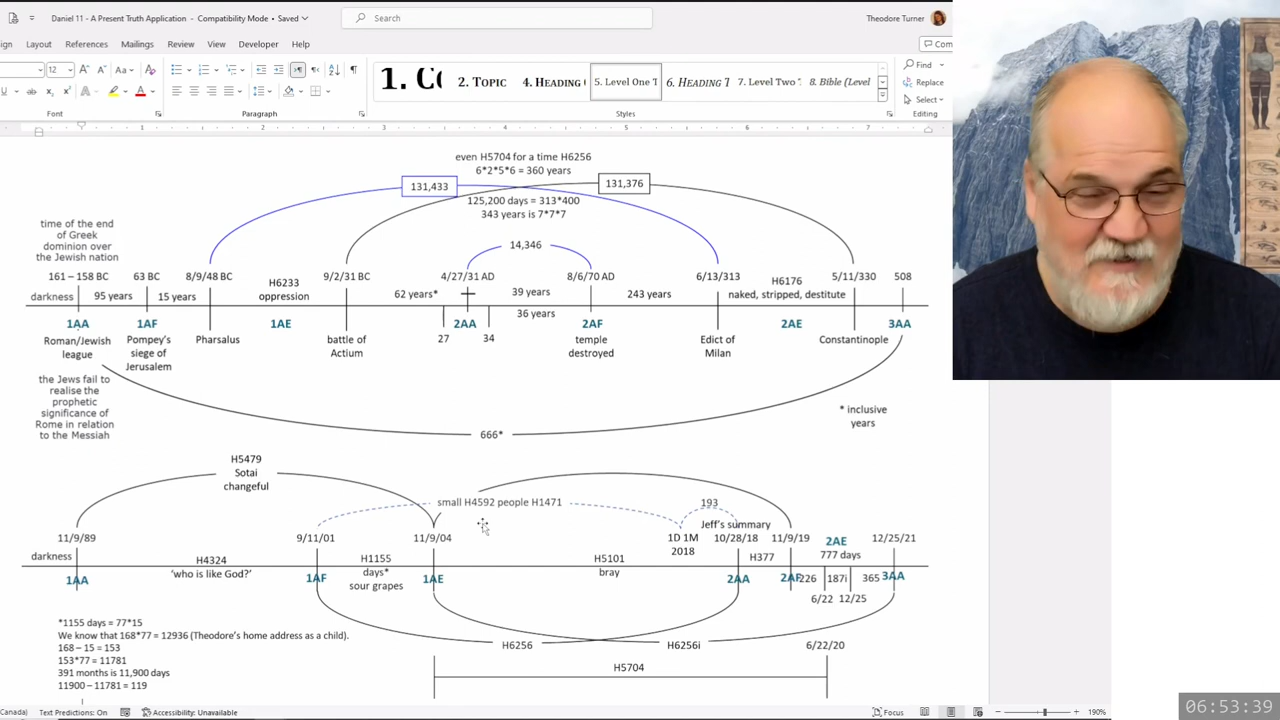 Daniel 11 - A Present Truth Application - Compatibility Mode • Saved
Search
Theodore Turner
Layout References Mailings Review View Developer Help
12
Aa
Find
Replace
Select
2. TOPIC
5. Level One 'I
6. HEADING T
7. Level Two '.
8. Bible (Level
Font
Paragraph
Styles
Editing
1 2 3 4 5 6 7
even H5704 for a time H6256
6*2*5*6 = 360 years
131,433
131,376
125,200 days = 313*400
343 years is 7*7*7
14,346
time of the end
of Greek
dominion over
the Jewish nation
161 – 158 BC
63 BC
8/9/48 BC
9/2/31 BC
4/27/31 AD
8/6/70 AD
6/13/313
5/11/330
508
H6233
oppression
H6176
naked, stripped, destitute
darkness
95 years
15 years
62 years*
39 years
243 years
36 years
1AA
1AF
1AE
2AA
2AF
2AE
3AA
27
34
Roman/Jewish
league
Pompey's
siege of
Jerusalem
Pharsalus
battle of
Actium
temple
destroyed
Edict of
Milan
Constantinople
the Jews fail to
realise the
prophetic
significance of
Rome in relation
to the Messiah
* inclusive
years
666*
H5479
Sotai
changeful
small H4592 people H1471
193
Jeff's summary
11/9/89
9/11/01
11/9/04
1D 1M
2018
10/28/18
11/9/19
2AE
777 days
12/25/21
darkness
H4324
'who is like God?'
H1155
days*
sour grapes
H5101
bray
H377
1AA
1AF
1AE
2AA
2AF
226
187i
365
3AA
6/22
12/25
*1155 days = 77*15
We know that 168*77 = 12936 (Theodore's home address as a child).
168 – 15 = 153
153*77 = 11781
391 months is 11,900 days
11900 – 11781 = 119
H6256
H6256i
6/22/20
H5704
Canada)
Text Predictions: On
Accessibility: Unavailable
Focus
190%
06:53:39